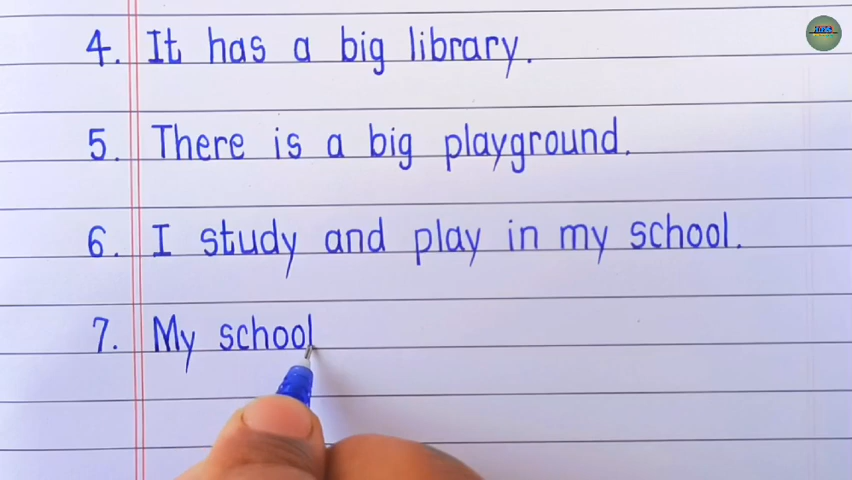 4. It has a big library.
5. There is a big playground.
6. I study and play in my school.
7. My school